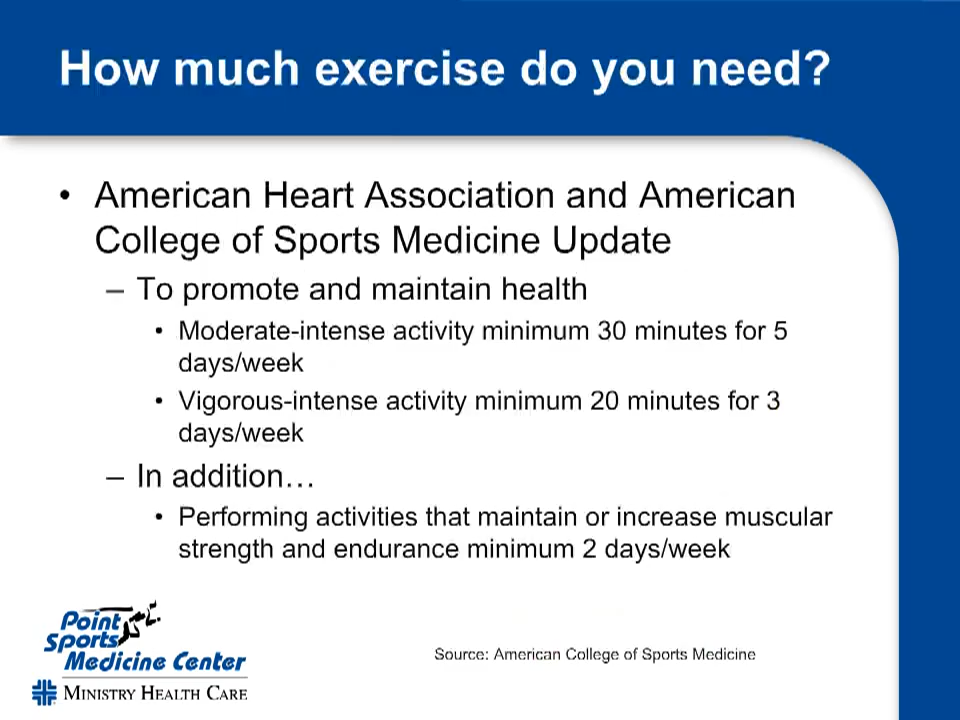 How much exercise do you need?
• American Heart Association and American
College of Sports Medicine Update
– To promote and maintain health
• Moderate-intense activity minimum 30 minutes for 5
days/week
• Vigorous-intense activity minimum 20 minutes for 3
days/week
– In addition…
• Performing activities that maintain or increase muscular
strength and endurance minimum 2 days/week
Point
Sports
Medicine Center
MINISTRY HEALTH CARE
Source: American College of Sports Medicine